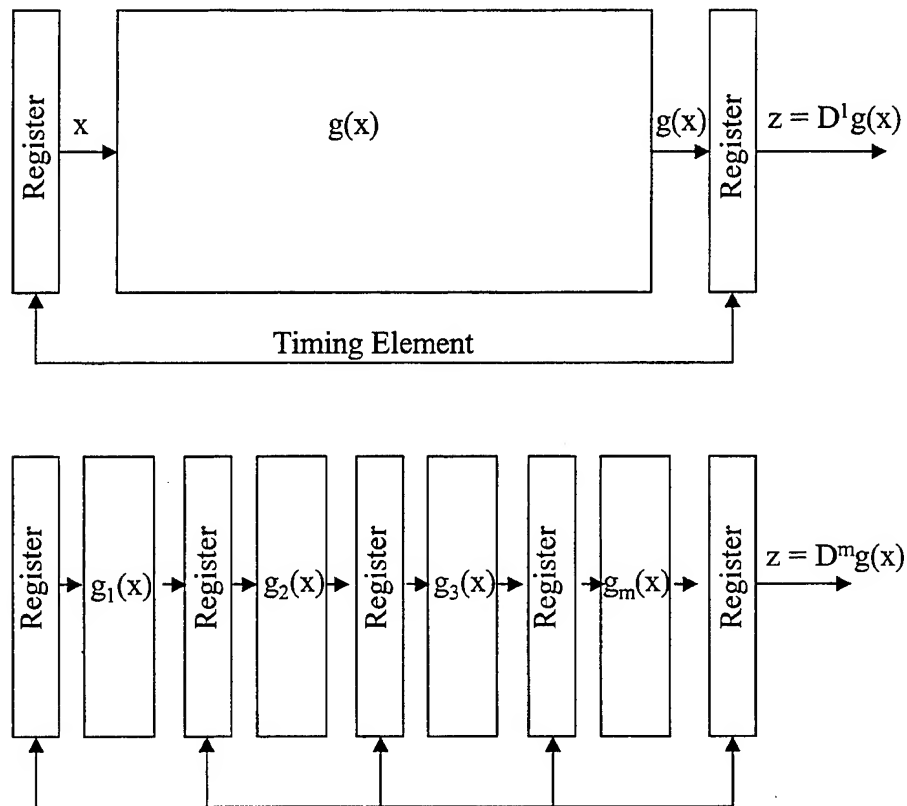 Register
x
g(x)
g(x)
Register
z = D¹g(x)
Timing Element
Register
g₁(x)
Register
g₂(x)
Register
g₃(x)
Register
gₘ(x)
Register
z = Dᵐg(x)